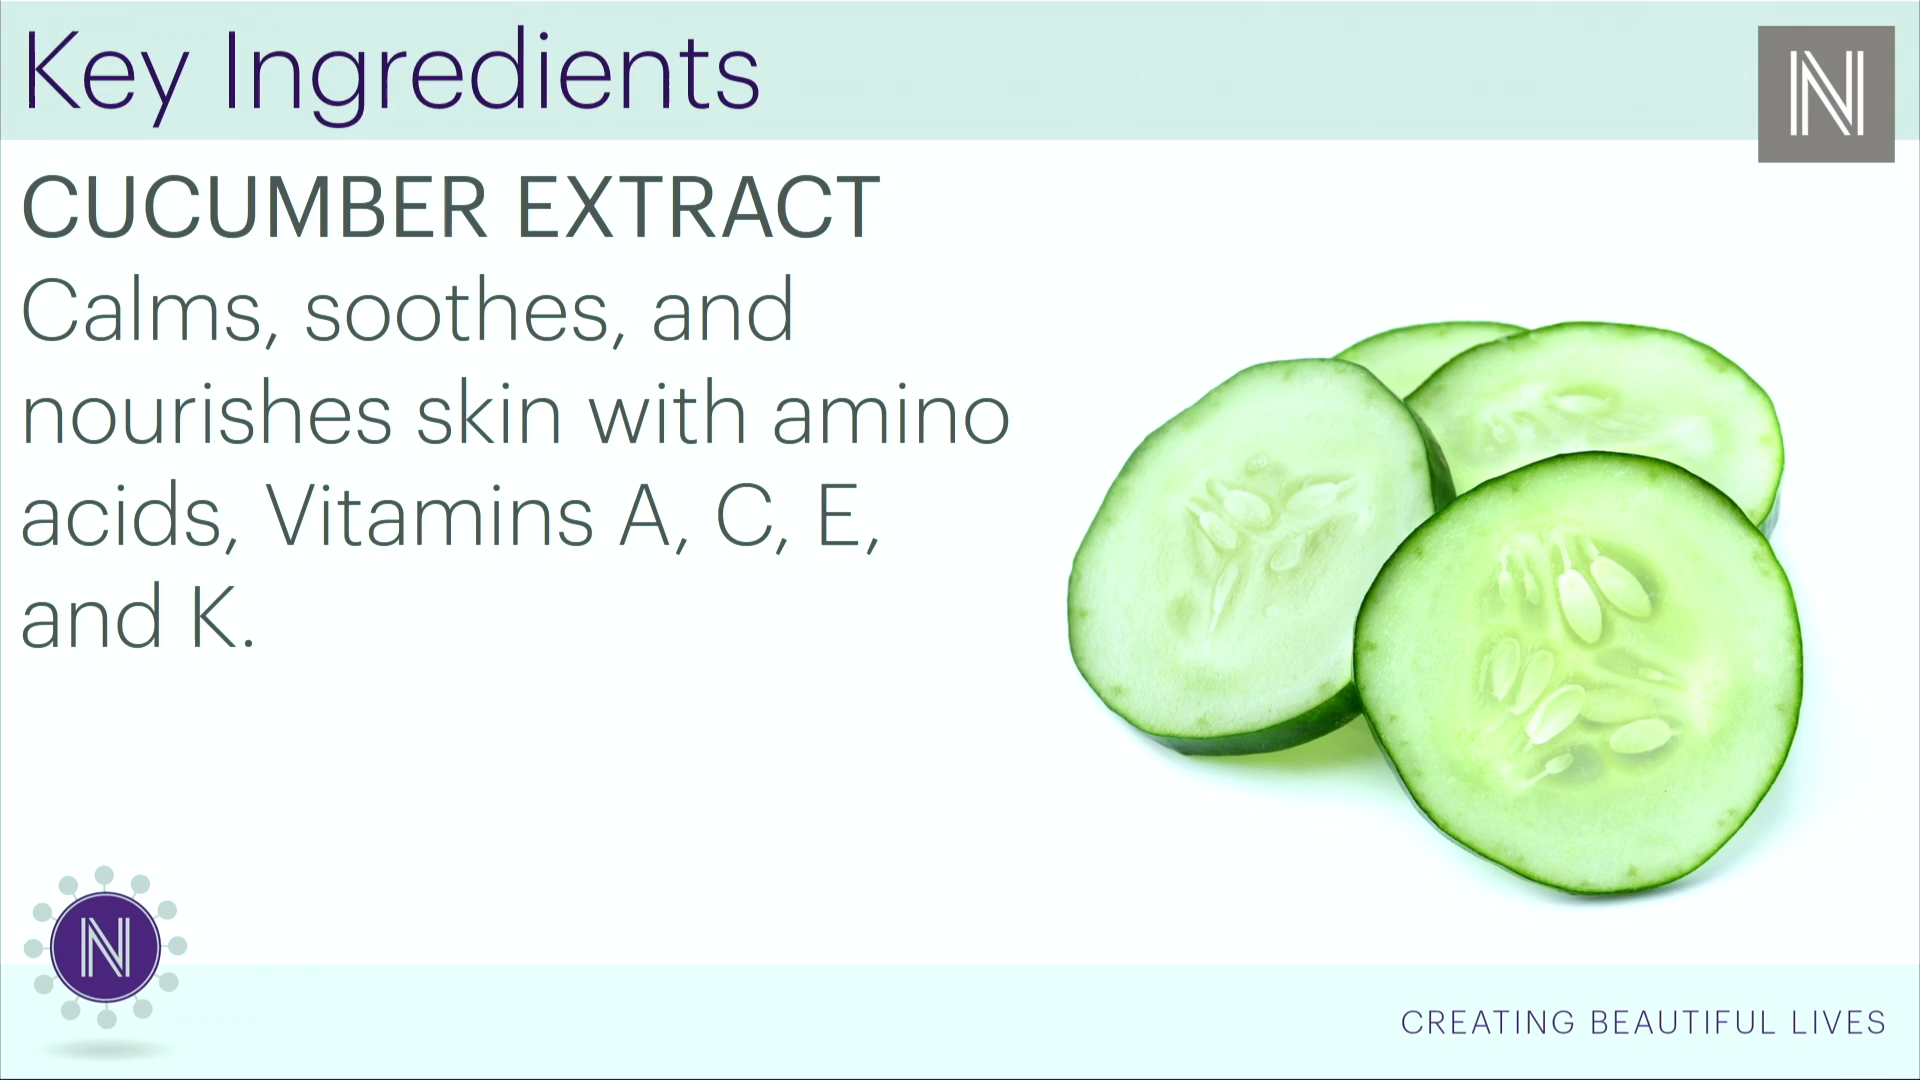 Key Ingredients
N
CUCUMBER EXTRACT
Calms, soothes, and
nourishes skin with amino
acids, Vitamins A, C, E,
and K.
N
CREATING BEAUTIFUL LIVES